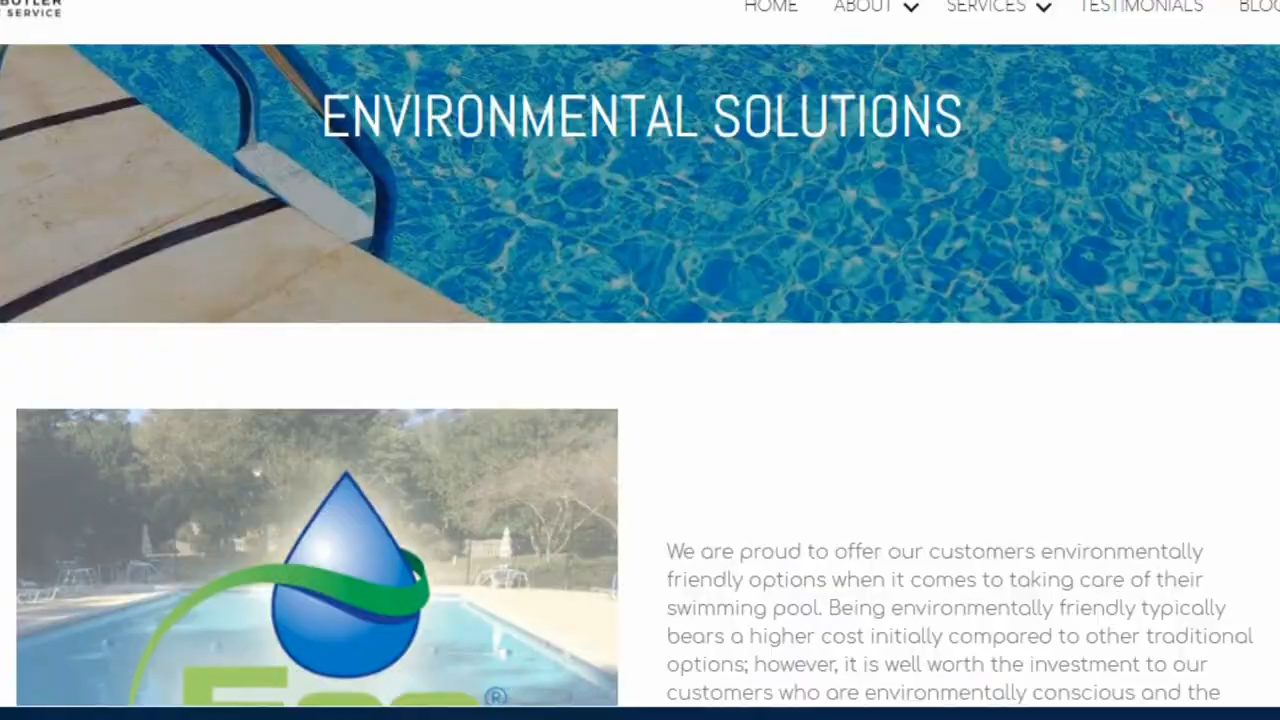 BUTLER
SERVICE
HOME ABOUT SERVICES TESTIMONIALS
ENVIRONMENTAL SOLUTIONS
We are proud to offer our customers environmentally
friendly options when it comes to taking care of their
swimming pool. Being environmentally friendly typically
bears a higher cost initially compared to other traditional
options; however, it is well worth the investment to our
customers who are environmentally conscious and the
Eco ®